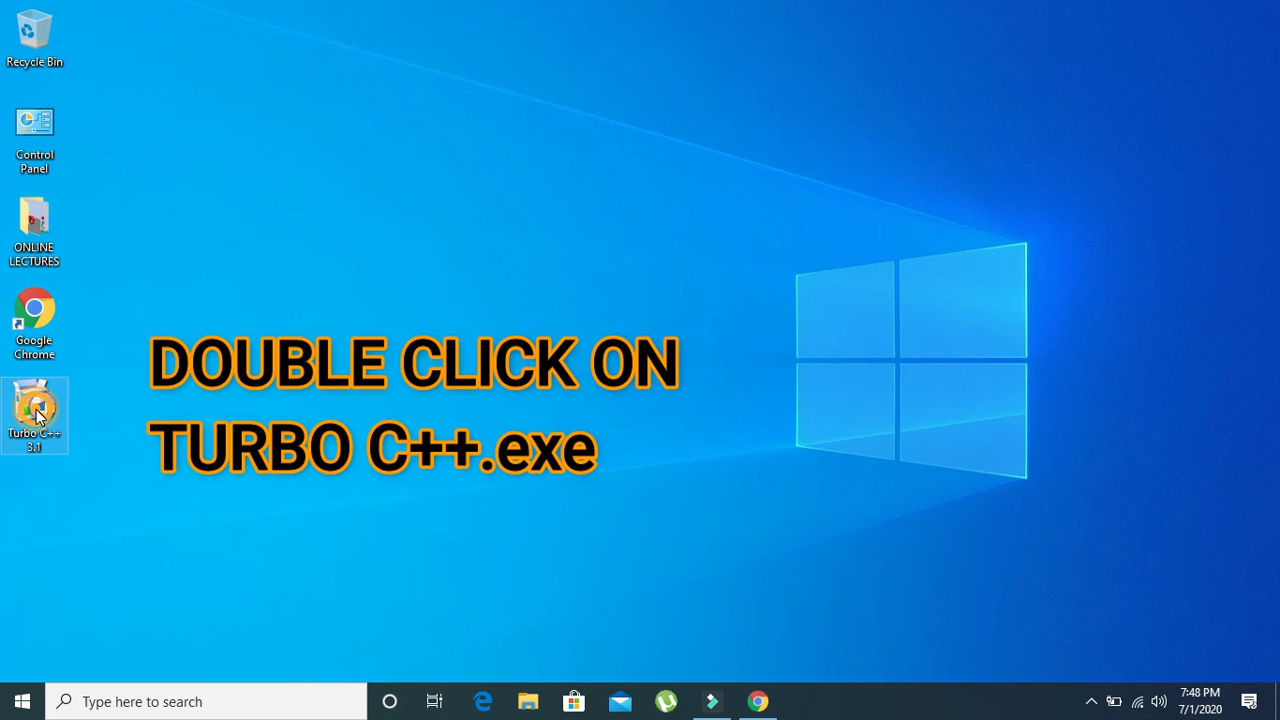 Recycle Bin
Control
Panel
ONLINE
LECTURES
Google
Chrome
Turbo C++
3.1
DOUBLE CLICK ON
TURBO C++.exe
Type here to search
7:48 PM
7/1/2020